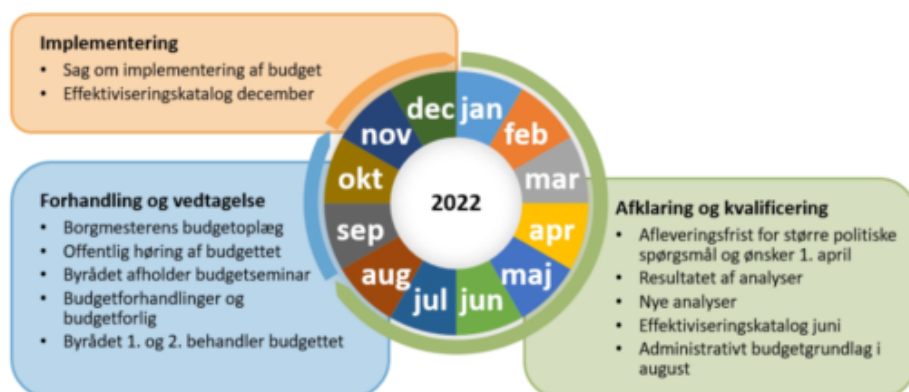 Implementering
• Sag om implementering af budget
• Effektiviseringskatalog december
Forhandling og vedtagelse
• Borgmesterens budgetoplæg
• Offentlig høring af budgettet
• Byrådet afholder budgetseminar
• Budgetforhandlinger og
budgetforlig
• Byrådet 1. og 2. behandler budgettet
jan
feb
mar
apr
maj
jun
jul
aug
sep
okt
nov
dec
2022
Afklaring og kvalificering
• Afleveringsfrist for større politiske
spørgsmål og ønsker 1. april
• Resultatet af analyser
• Nye analyser
• Effektiviseringskatalog juni
• Administrativt budgetgrundlag i
august